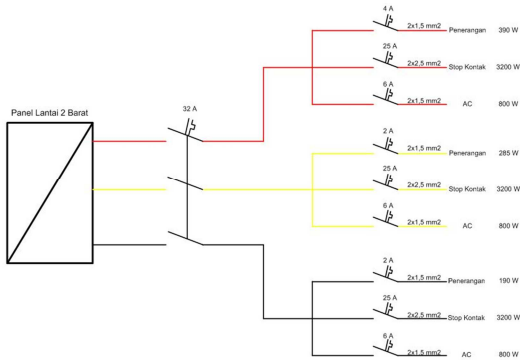 4 A
2x1,5 mm2 Penerangan 390 W
25 A
2x2.5 mm2 Stop Kontak 3200 W
6 A
2x1.5 mm2 AC 800 W
Panel Lantai 2 Barat
32 A
2 A
2x1,5 mm2 Penerangan 285 W
25 A
2x2.5 mm2 Stop Kontak 3200 W
6 A
2x1.5 mm2 AC 800 W
2 A
2x1,5 mm2 Penerangan 190 W
25 A
2x2.5 mm2 Stop Kontak 3200 W
6 A
2x1.5 mm2 AC 800 W